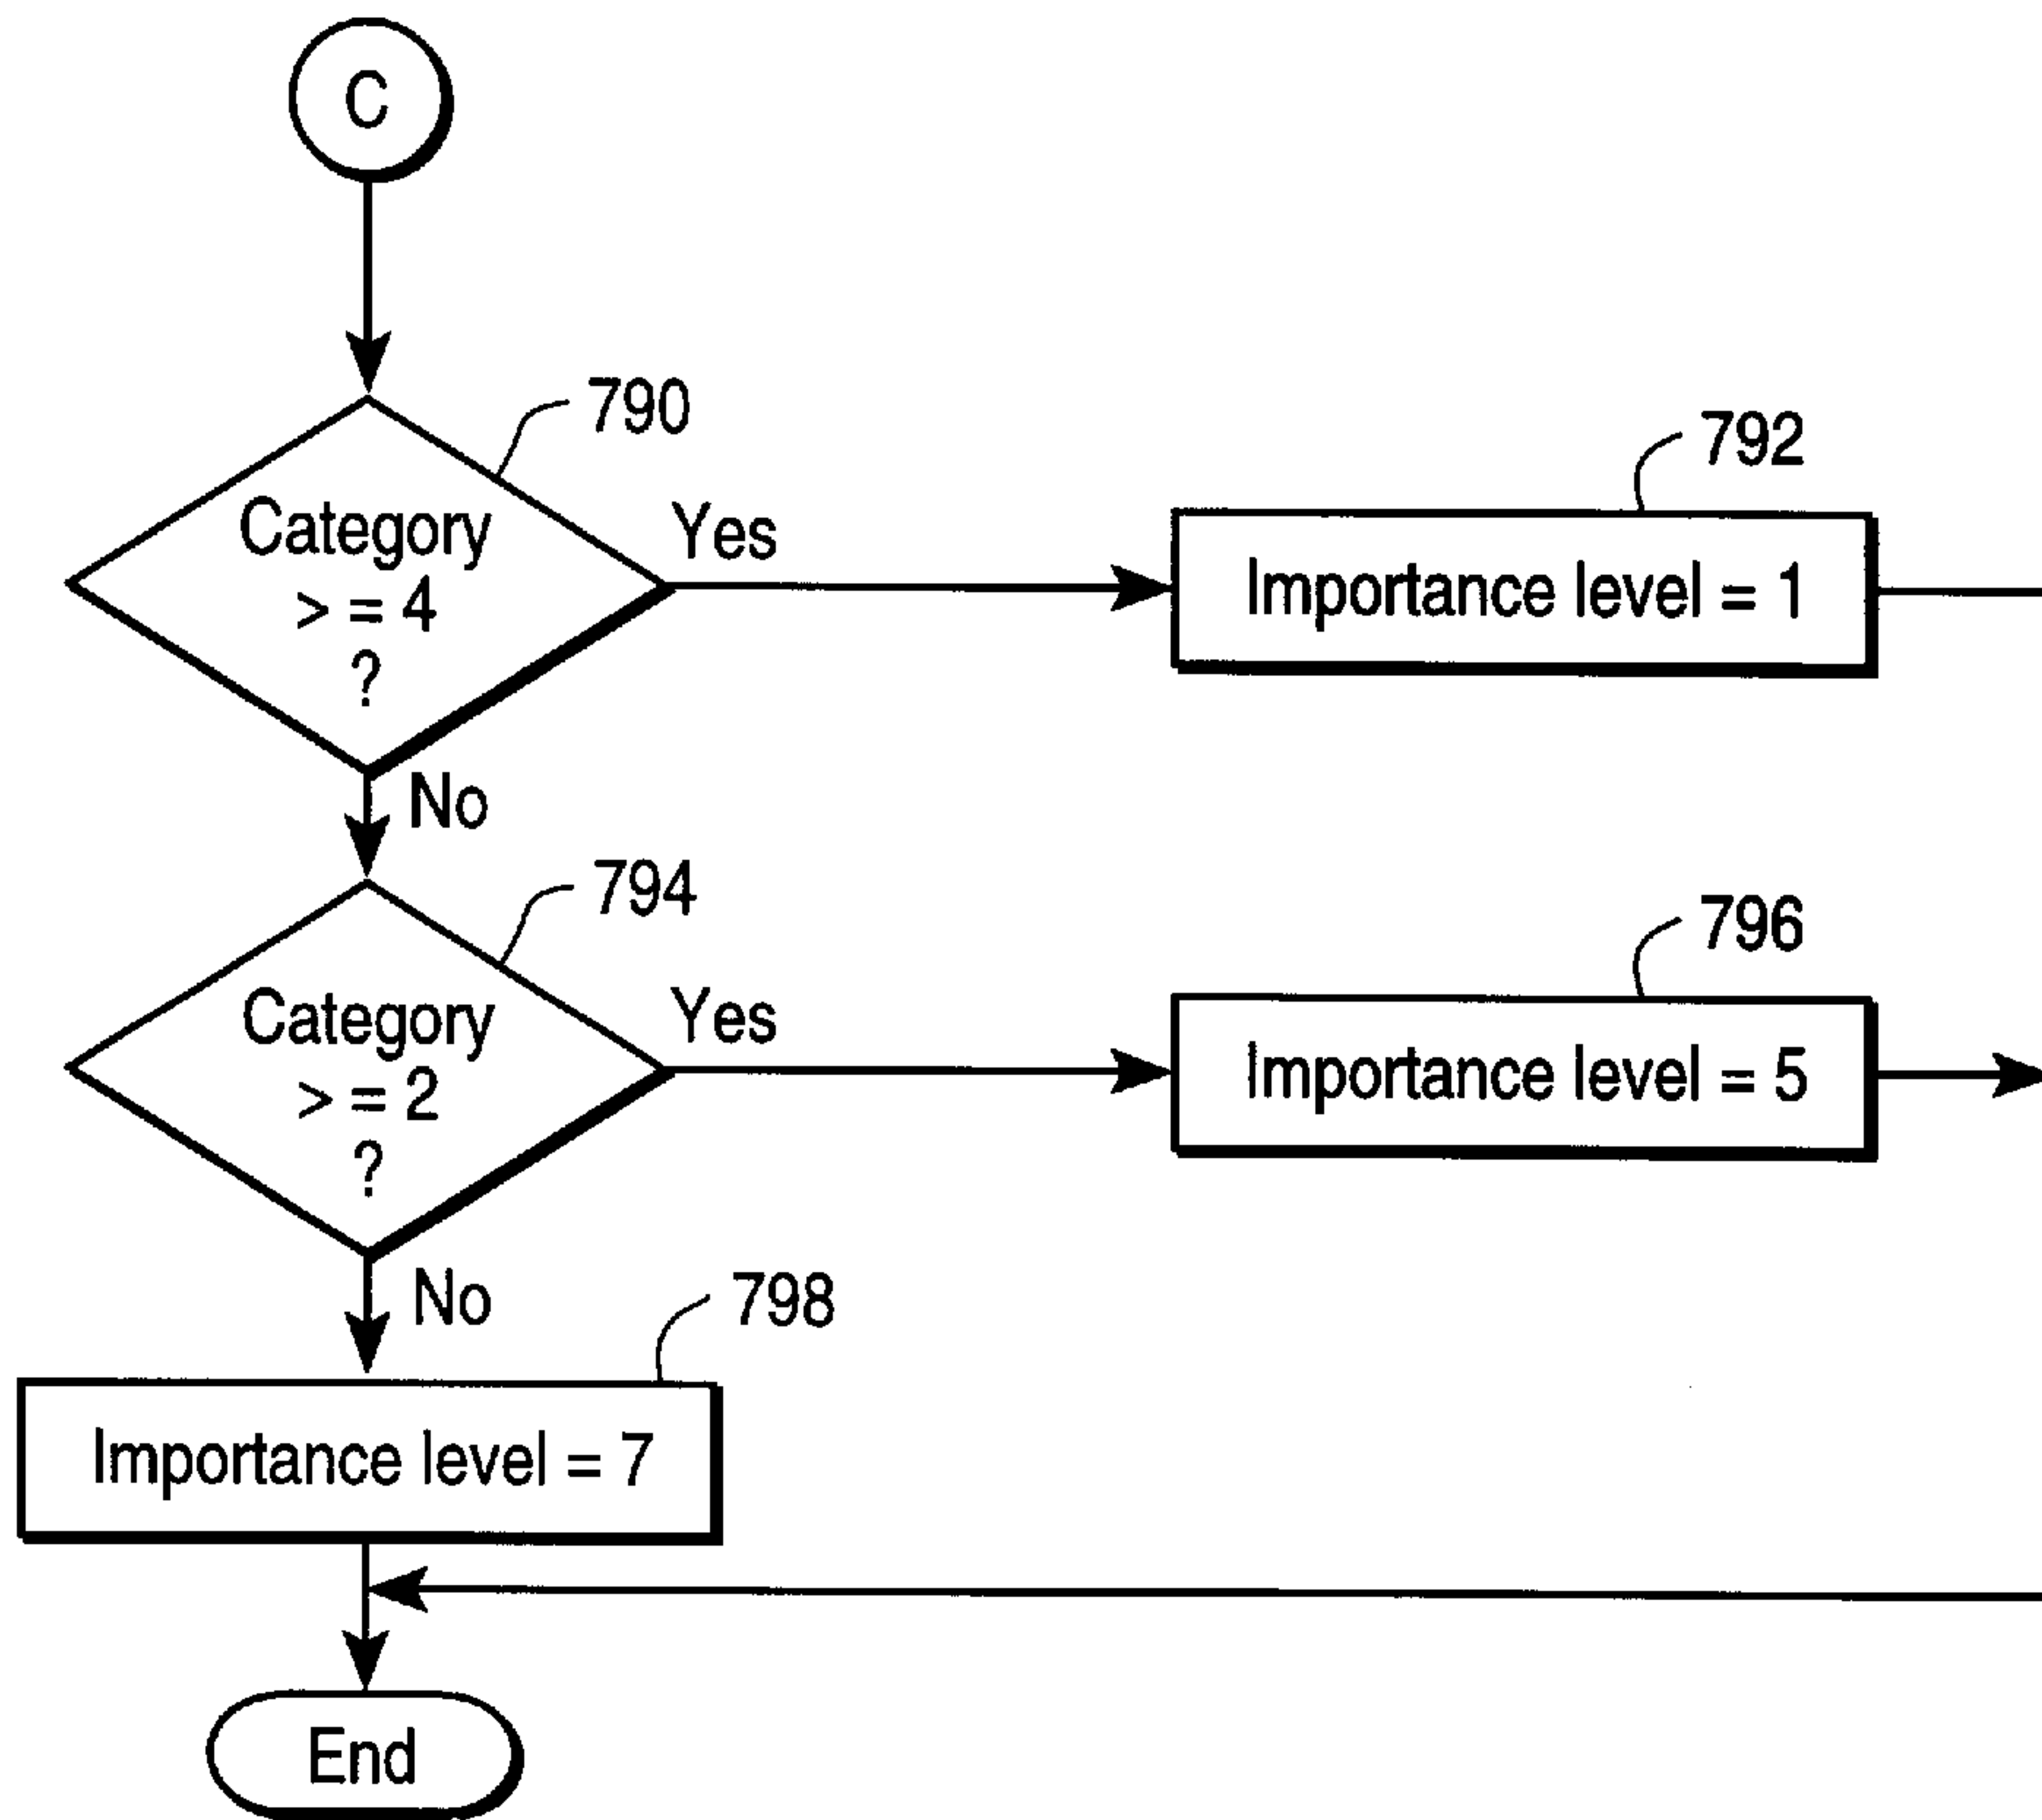 C
790
Category
> = 4
?
Yes
792
Importance level = 1
No
794
Category
> = 2
?
Yes
796
Importance level = 5
No
798
Importance level = 7
End